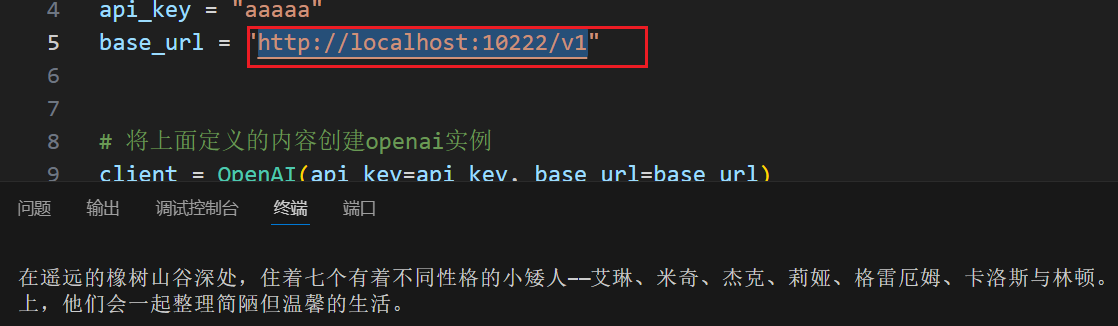 4 api_key = "aaaaa"
5 base_url = "http://localhost:10222/v1"
6
7
8 # 将上面定义的内容创建openai实例
9 client = OpenAI(api_key=api_key, base_url=base_url)
问题 输出 调试控制台 终端 端口
在遥远的橡树山谷深处，住着七个有着不同性格的小矮人——艾琳、米奇、杰克、莉娅、格雷厄姆、卡洛斯与林顿。
上，他们会一起整理简陋但温馨的生活。